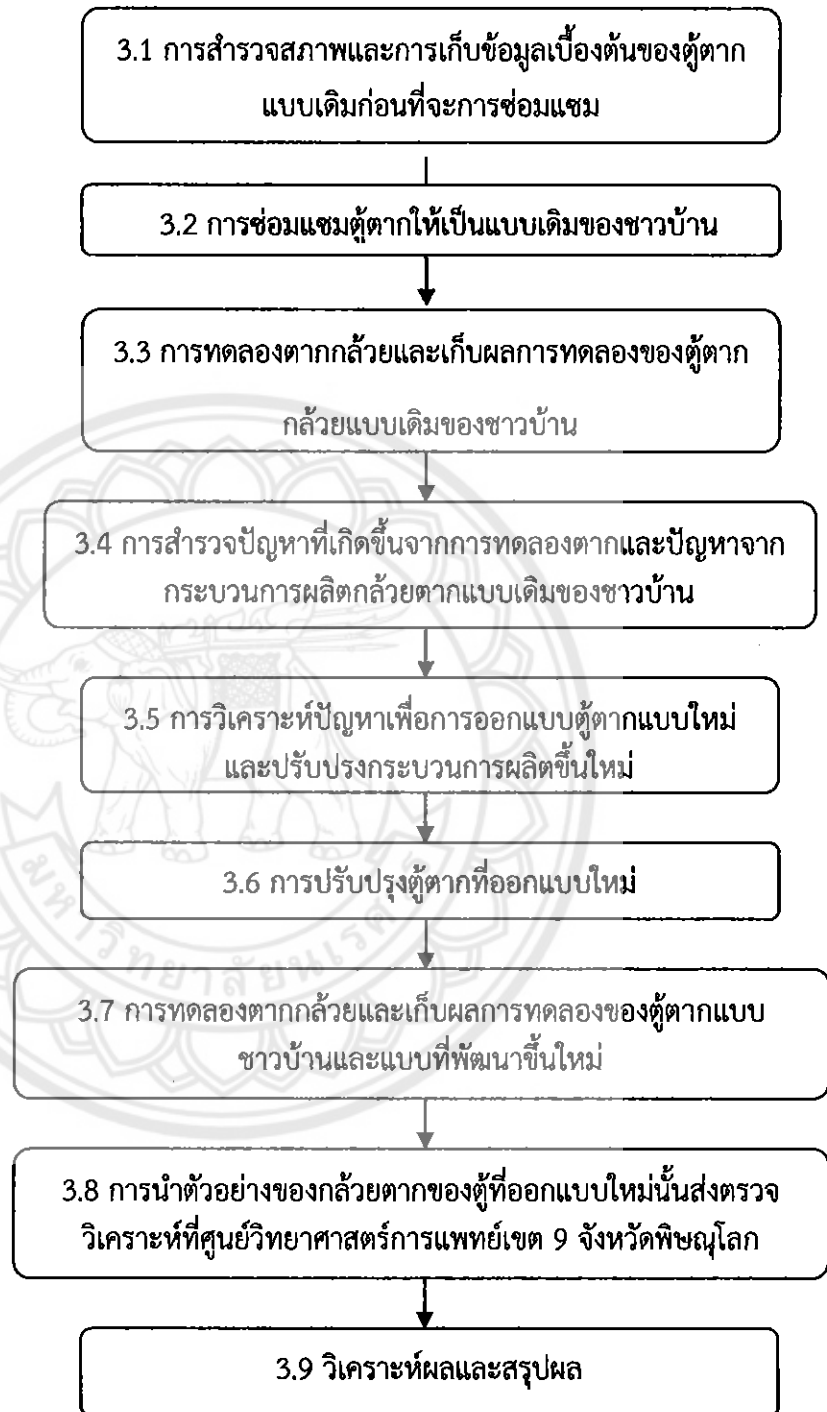 3.1 การสำรวจสภาพและการเก็บข้อมูลเบื้องต้นของตู้ตาก
แบบเดิมก่อนที่จะการซ่อมแซม
3.2 การซ่อมแซมตู้ตากให้เป็นแบบเดิมของชาวบ้าน
3.3 การทดลองตากกล้วยและเก็บผลการทดลองของตู้ตาก
กล้วยแบบเดิมของชาวบ้าน
3.4 การสำรวจปัญหาที่เกิดขึ้นจากการทดลองตากและปัญหาจาก
กระบวนการผลิตกล้วยตากแบบเดิมของชาวบ้าน
3.5 การวิเคราะห์ปัญหาเพื่อการออกแบบตู้ตากแบบใหม่
และปรับปรงกระบวนการผลิตขึ้นใหม่
3.6 การปรับปรุงตู้ตากที่ออกแบบใหม่
3.7 การทดลองตากกล้วยและเก็บผลการทดลองของตู้ตากแบบ
ชาวบ้านและแบบที่พัฒนาขึ้นใหม่
3.8 การนำตัวอย่างของกล้วยตากของตู้ที่ออกแบบใหม่นั้นส่งตรวจ
วิเคราะห์ที่ศูนย์วิทยาศาสตร์การแพทย์เขต 9 จังหวัดพิษณุโลก
3.9 วิเคราะห์ผลและสรุปผล
มหาวิทยาลัยนเรศ